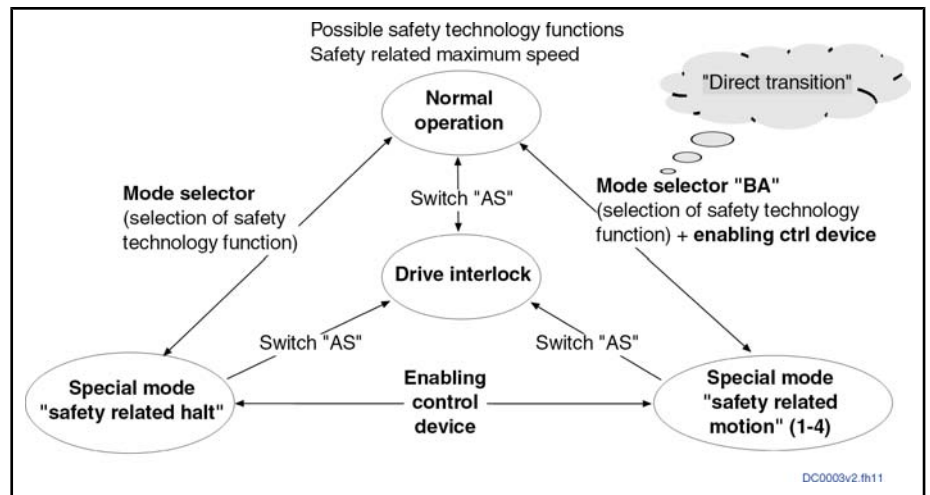 Possible safety technology functions
Safety related maximum speed
"Direct transition"
Normal
operation
Mode selector
(selection of safety
technology function)
Switch "AS"
Mode selector "BA"
(selection of safety technology
function) + enabling ctrl device
Drive interlock
Switch "AS"
Switch "AS"
Special mode
"safety related halt"
Enabling
control
device
Special mode
"safety related
motion" (1-4)
DC0003v2.fh11